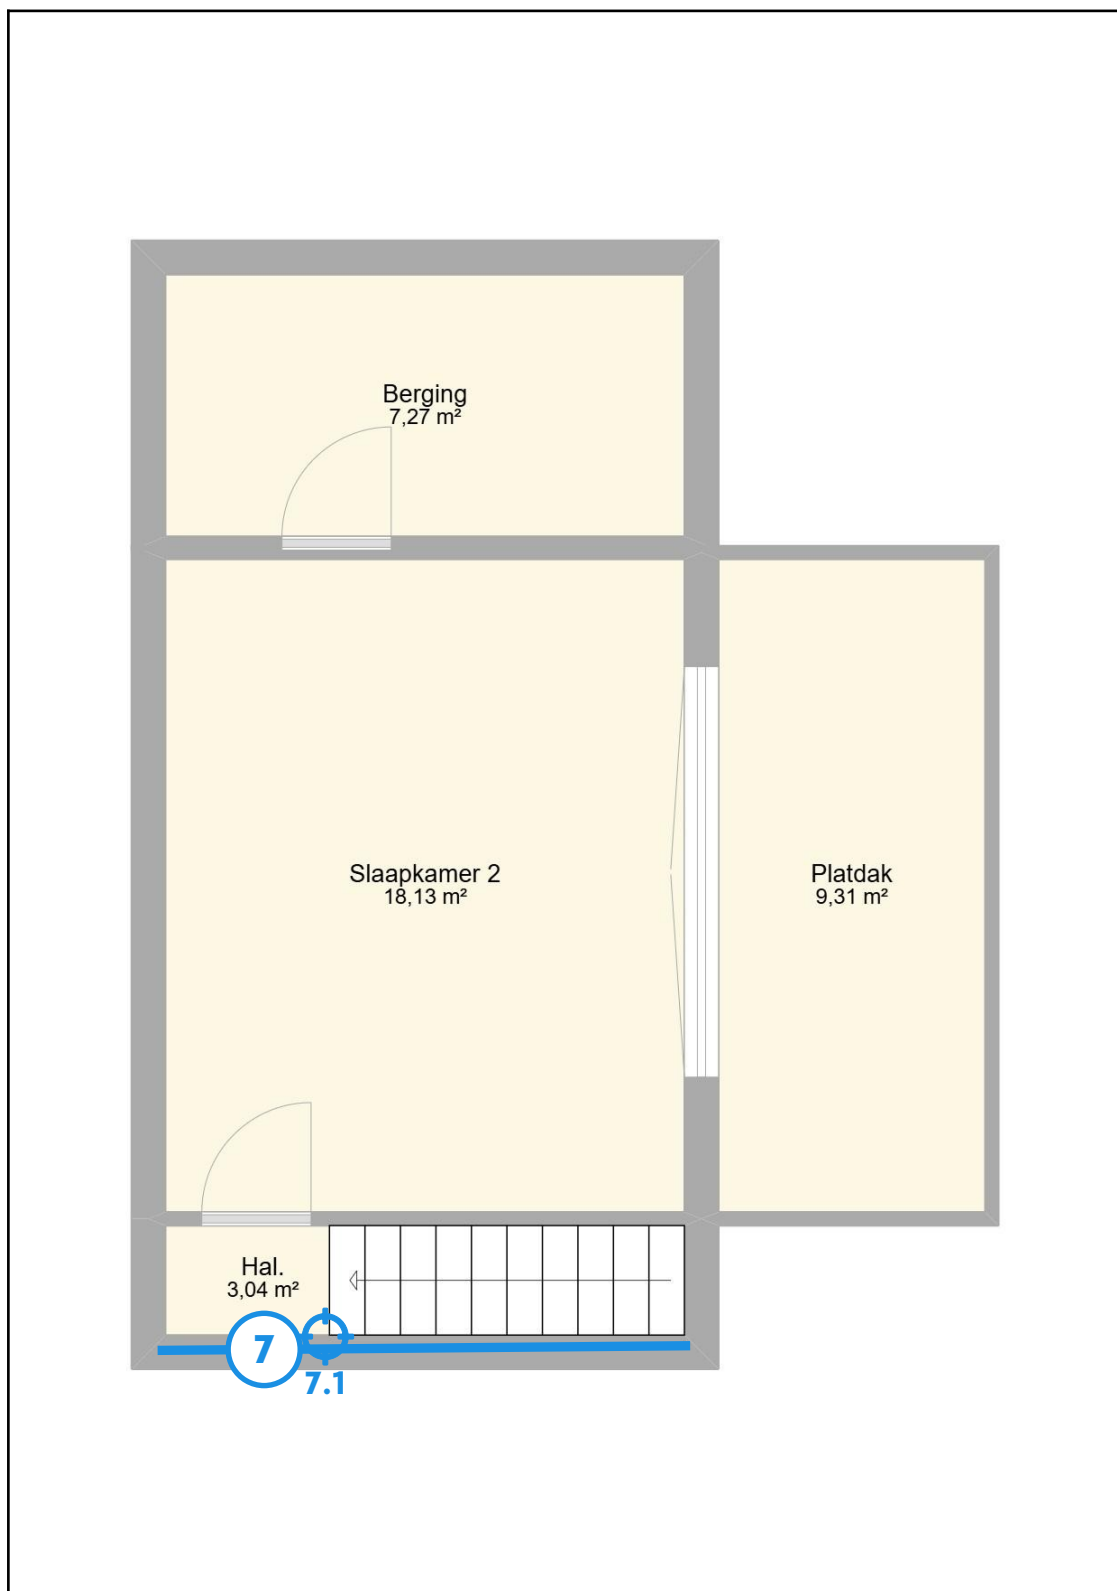 Berging
7,27 m²
Slaapkamer 2
18,13 m²
Platdak
9,31 m²
Hal.
3,04 m²
7
7.1